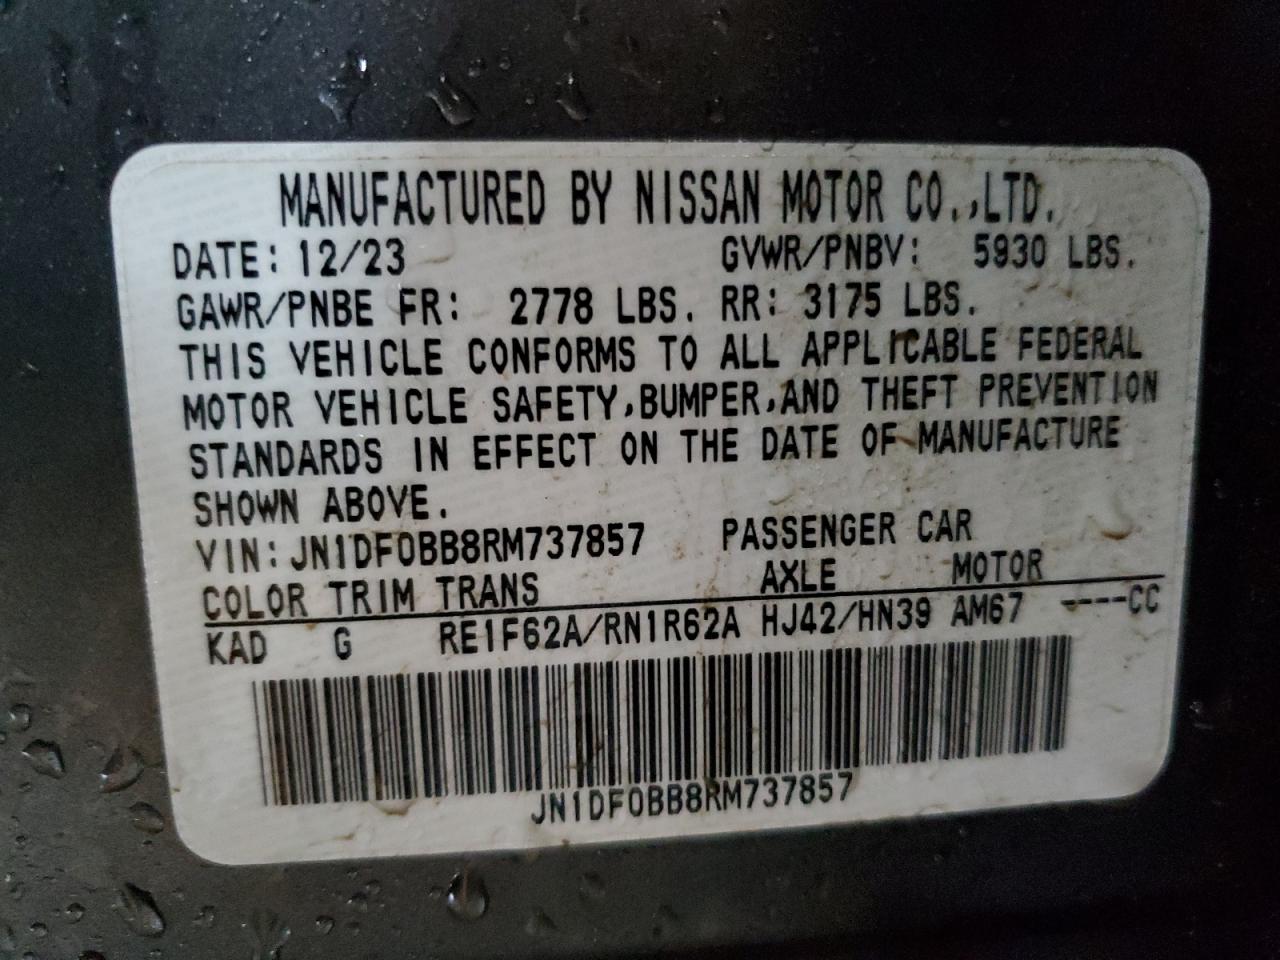 MANUFACTURED BY NISSAN MOTOR CO.,LTD.
DATE: 12/23 GVWR/PNBV: 5930 LBS.
GAWR/PNBE FR: 2778 LBS. RR: 3175 LBS.
THIS VEHICLE CONFORMS TO ALL APPLICABLE FEDERAL
MOTOR VEHICLE SAFETY,BUMPER,AND THEFT PREVENTION
STANDARDS IN EFFECT ON THE DATE OF MANUFACTURE
SHOWN ABOVE.
VIN: JN1DF0BB8RM737857 PASSENGER CAR
COLOR TRIM TRANS AXLE MOTOR
KAD G RE1F62A/RN1R62A HJ42/HN39 AM67 ----CC
JN1DF0BB8RM737857